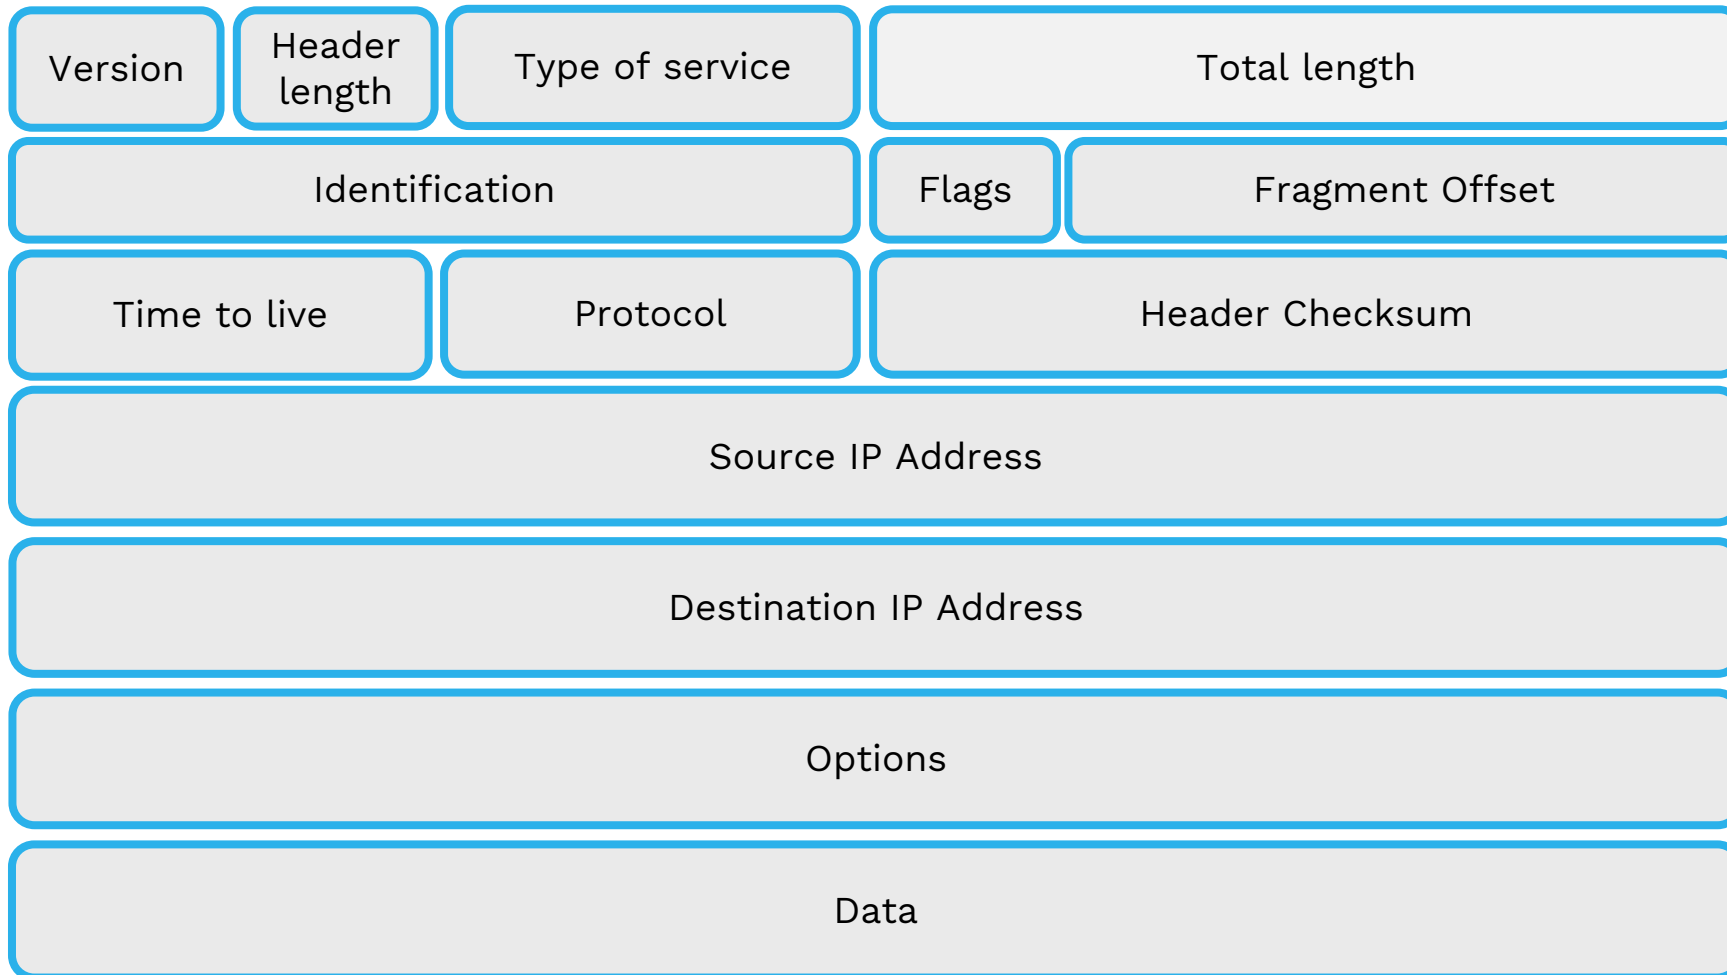 Version
Header
length
Type of service
Total length
Identification
Flags
Fragment Offset
Time to live
Protocol
Header Checksum
Source IP Address
Destination IP Address
Options
Data